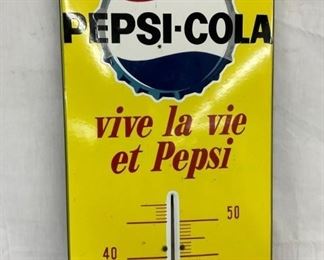 PEPSI-COLA
vive la vie
et Pepsi
50
40